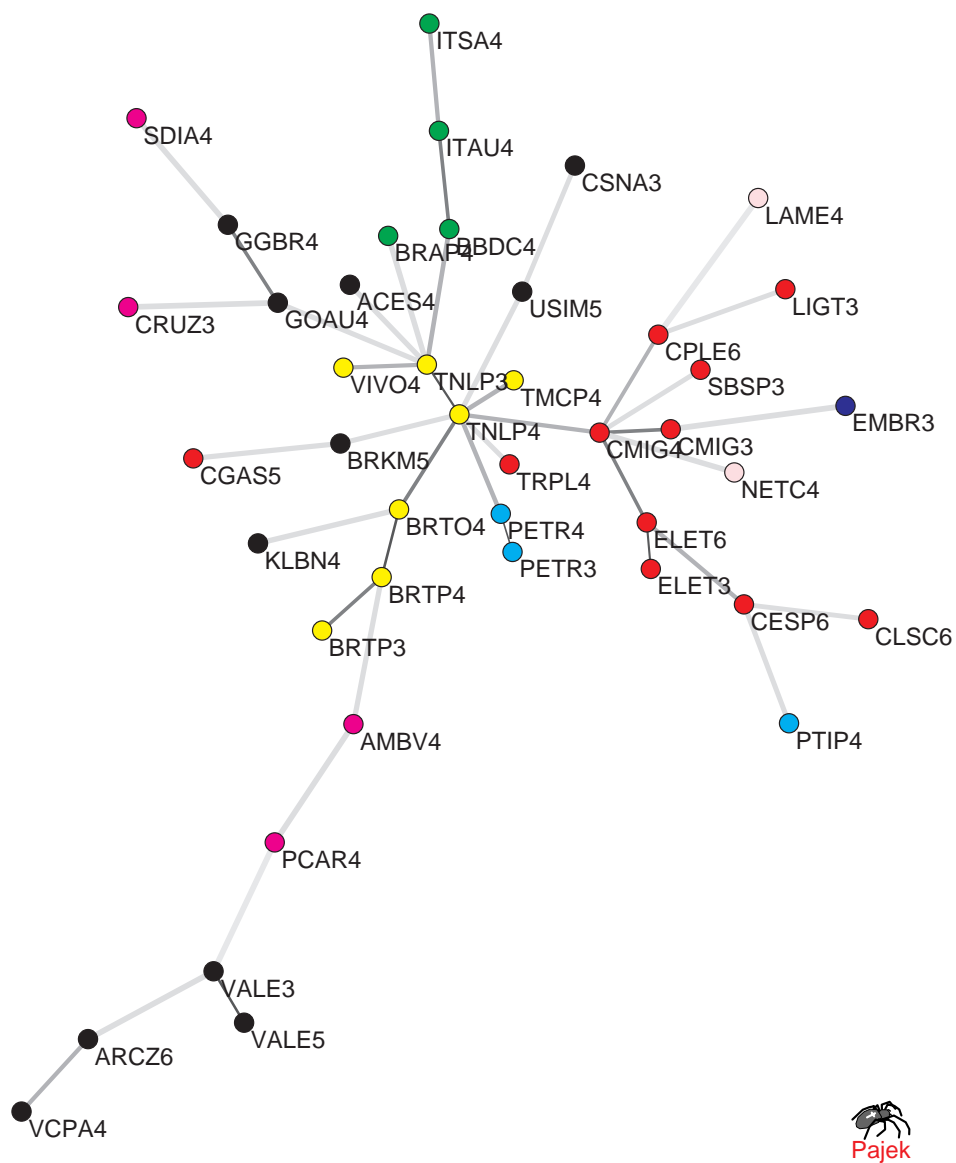 ITSA4
SDIA4
ITAU4
CSNA3
LAME4
GGBR4
BRAP4
BBDC4
ACES4
USIM5
LIGT3
CRUZ3
GOAU4
CPLE6
VIVO4
TNLP3
TMCP4
SBSP3
EMBR3
TNLP4
CMIG4
CMIG3
BRKM5
CGAS5
TRPL4
NETC4
BRTO4
PETR4
ELET6
KLBN4
PETR3
ELET3
BRTP4
CESP6
CLSC6
BRTP3
AMBV4
PTIP4
PCAR4
VALE3
VALE5
ARCZ6
VCPA4
Pajek